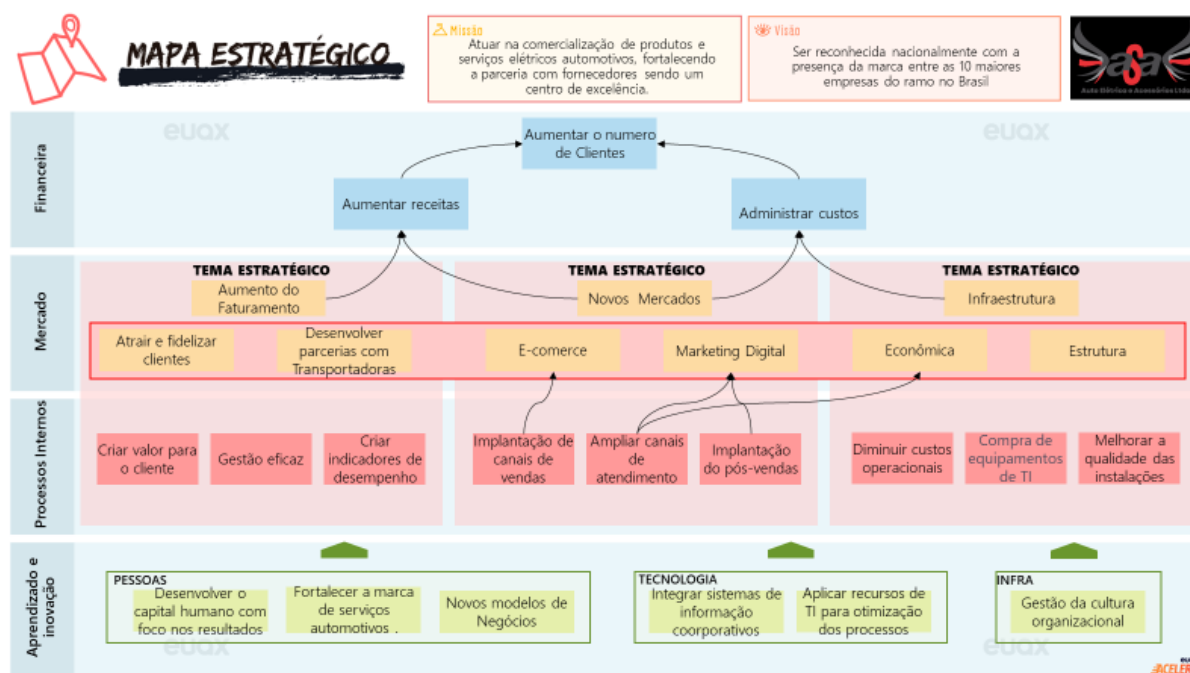 MAPA ESTRATÉGICO
Missão
Atuar na comercialização de produtos e
serviços elétricos automotivos, fortalecendo
a parceria com fornecedores sendo um
centro de excelência.
Visão
Ser reconhecida nacionalmente com a
presença da marca entre as 10 maiores
empresas do ramo no Brasil
asa
Auto Elétrica e Acessórios Ltda
Financeira
euax
euax
Aumentar o numero
de Clientes
Aumentar receitas
Administrar custos
Mercado
TEMA ESTRATÉGICO
Aumento do
Faturamento
TEMA ESTRATÉGICO
Novos Mercados
TEMA ESTRATÉGICO
Infraestrutura
Atrair e fidelizar
clientes
Desenvolver
parcerias com
Transportadoras
E-comerce
Marketing Digital
Econômica
Estrutura
Processos Internos
Criar valor para
o cliente
Gestão eficaz
Criar
indicadores de
desempenho
Implantação de
canais de
vendas
Ampliar canais
de
atendimento
Implantação
do pós-vendas
Diminuir custos
operacionais
Compra de
equipamentos
de TI
Melhorar a
qualidade das
instalações
Aprendizado e
inovação
PESSOAS
Desenvolver o
capital humano com
foco nos resultados
Fortalecer a marca
de serviços
automotivos .
Novos modelos de
Negócios
TECNOLOGIA
Integrar sistemas de
informação
coorporativos
Aplicar recursos de
TI para otimização
dos processos
INFRA
Gestão da cultura
organizacional
euax
euax